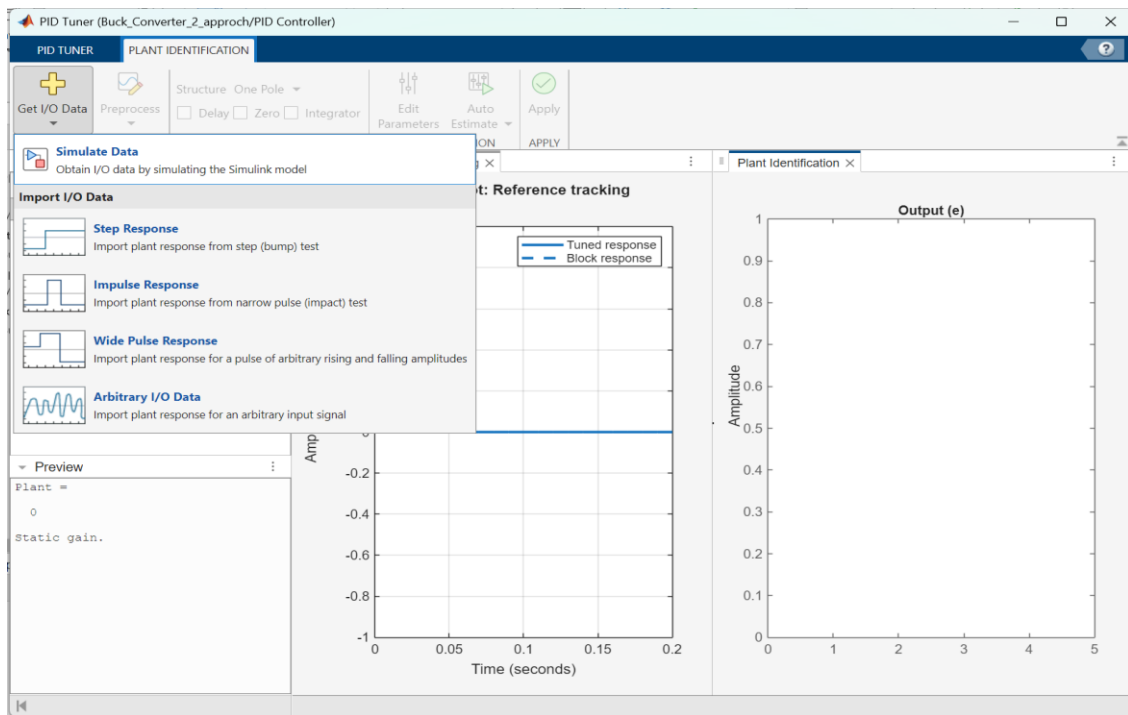 PID Tuner (Buck_Converter_2_approch/PID Controller)
PID TUNER
PLANT IDENTIFICATION
?
Get I/O Data
Preprocess
Structure One Pole
Delay
Zero
Integrator
Edit
Parameters
Auto
Estimate
Apply
ION
APPLY
Simulate Data
Obtain I/O data by simulating the Simulink model
Import I/O Data
Step Response
Import plant response from step (bump) test
Impulse Response
Import plant response from narrow pulse (impact) test
Wide Pulse Response
Import plant response for a pulse of arbitrary rising and falling amplitudes
Arbitrary I/O Data
Import plant response for an arbitrary input signal
Preview
Plant =
0
Static gain.
ot: Reference tracking
Tuned response
Block response
Amp
0
-0.2
-0.4
-0.6
-0.8
-1
0 0.05 0.1 0.15 0.2
Time (seconds)
Plant Identification
Output (e)
Amplitude
1
0.9
0.8
0.7
0.6
0.5
0.4
0.3
0.2
0.1
0
0 1 2 3 4 5